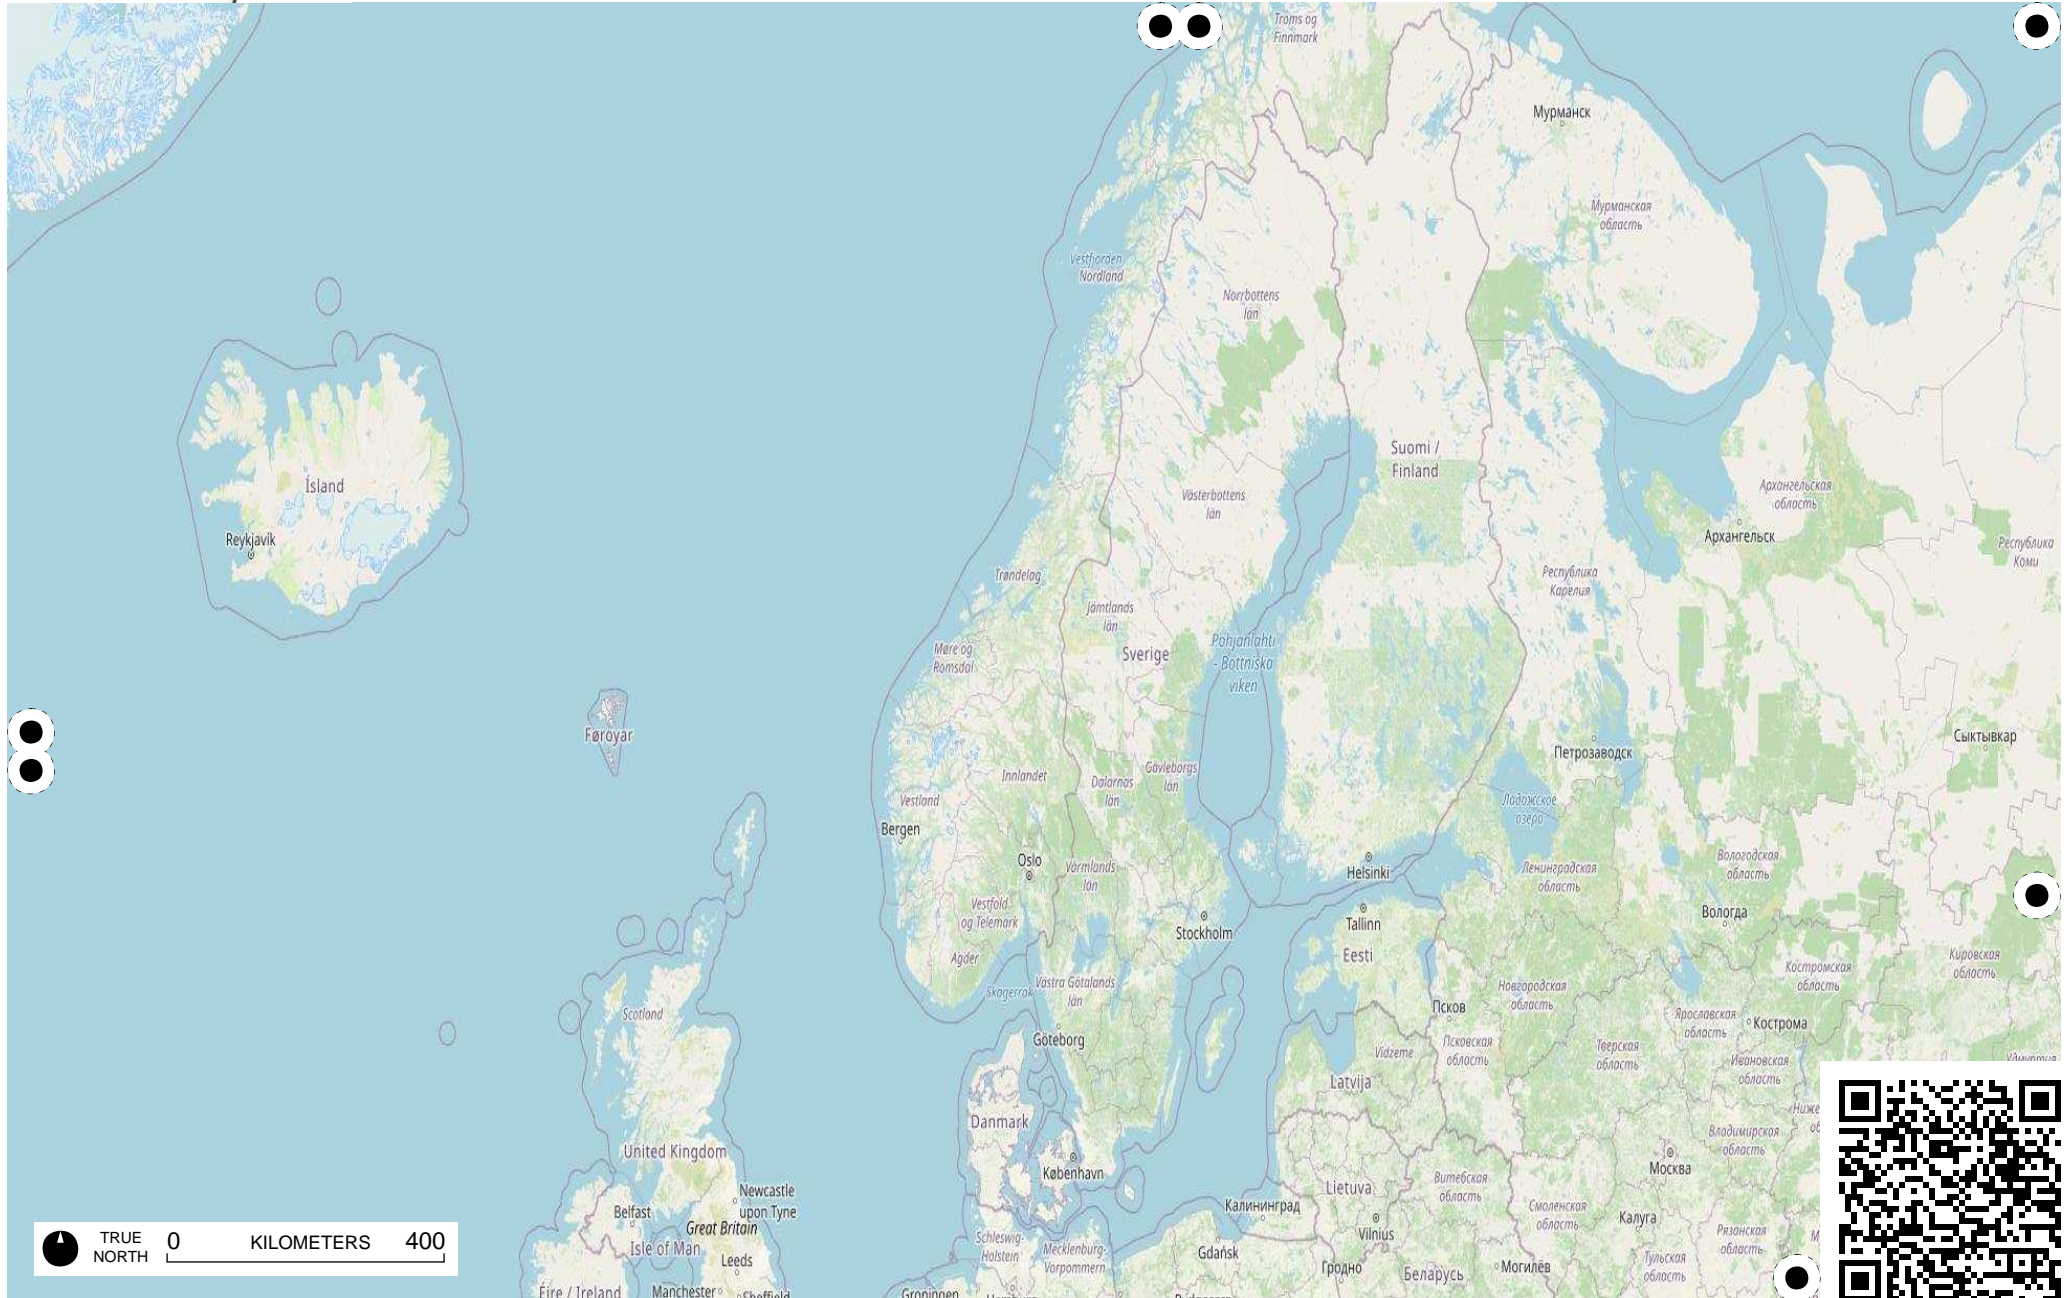 Troms og
Finnmark
Мурманск
Мурманская
область
Vestfjorden
Nordland
Norrbottens
län
Suomi /
Finland
Ísland
Västerbottens
län
Архангельская
область
Reykjavík
Архангельск
Республика
Коми
Trøndelag
Республика
Карелия
Jämtlands
län
Møre og
Romsdal
Sverige
Pohjanlahti
- Bottniska
viken
Føroyar
Сыктывкар
Петрозаводск
Innlandet
Dalarnas
län
Gävleborgs
län
Vestland
Ладожское
озеро
Bergen
Oslo
Värmlands
län
Helsinki
Ленинградская
область
Вологодская
область
Vestfold
og Telemark
Stockholm
Tallinn
Вологда
Agder
Eesti
Костромская
область
Кировская
область
Skagerrak
Västra Götalands
län
Новгородская
область
Scotland
Псков
Ярославская
область
Кострома
Göteborg
Vidzeme
Псковская
область
Тверская
область
Ивановская
область
Latvija
Danmark
Владимирская
область
United Kingdom
København
Москва
Newcastle
upon Tyne
Lietuva
Витебская
область
Belfast
Great Britain
Калининград
Смоленская
область
Калуга
Vilnius
Рязанская
область
TRUE
NORTH
0 KILOMETERS 400
Isle of Man
Leeds
Schleswig-
Holstein
Mecklenburg-
Vorpommern
Gdańsk
Гродно
Беларусь
Могилёв
Тульская
область
Éire / Ireland
Manchester
Sheffield
Groningen